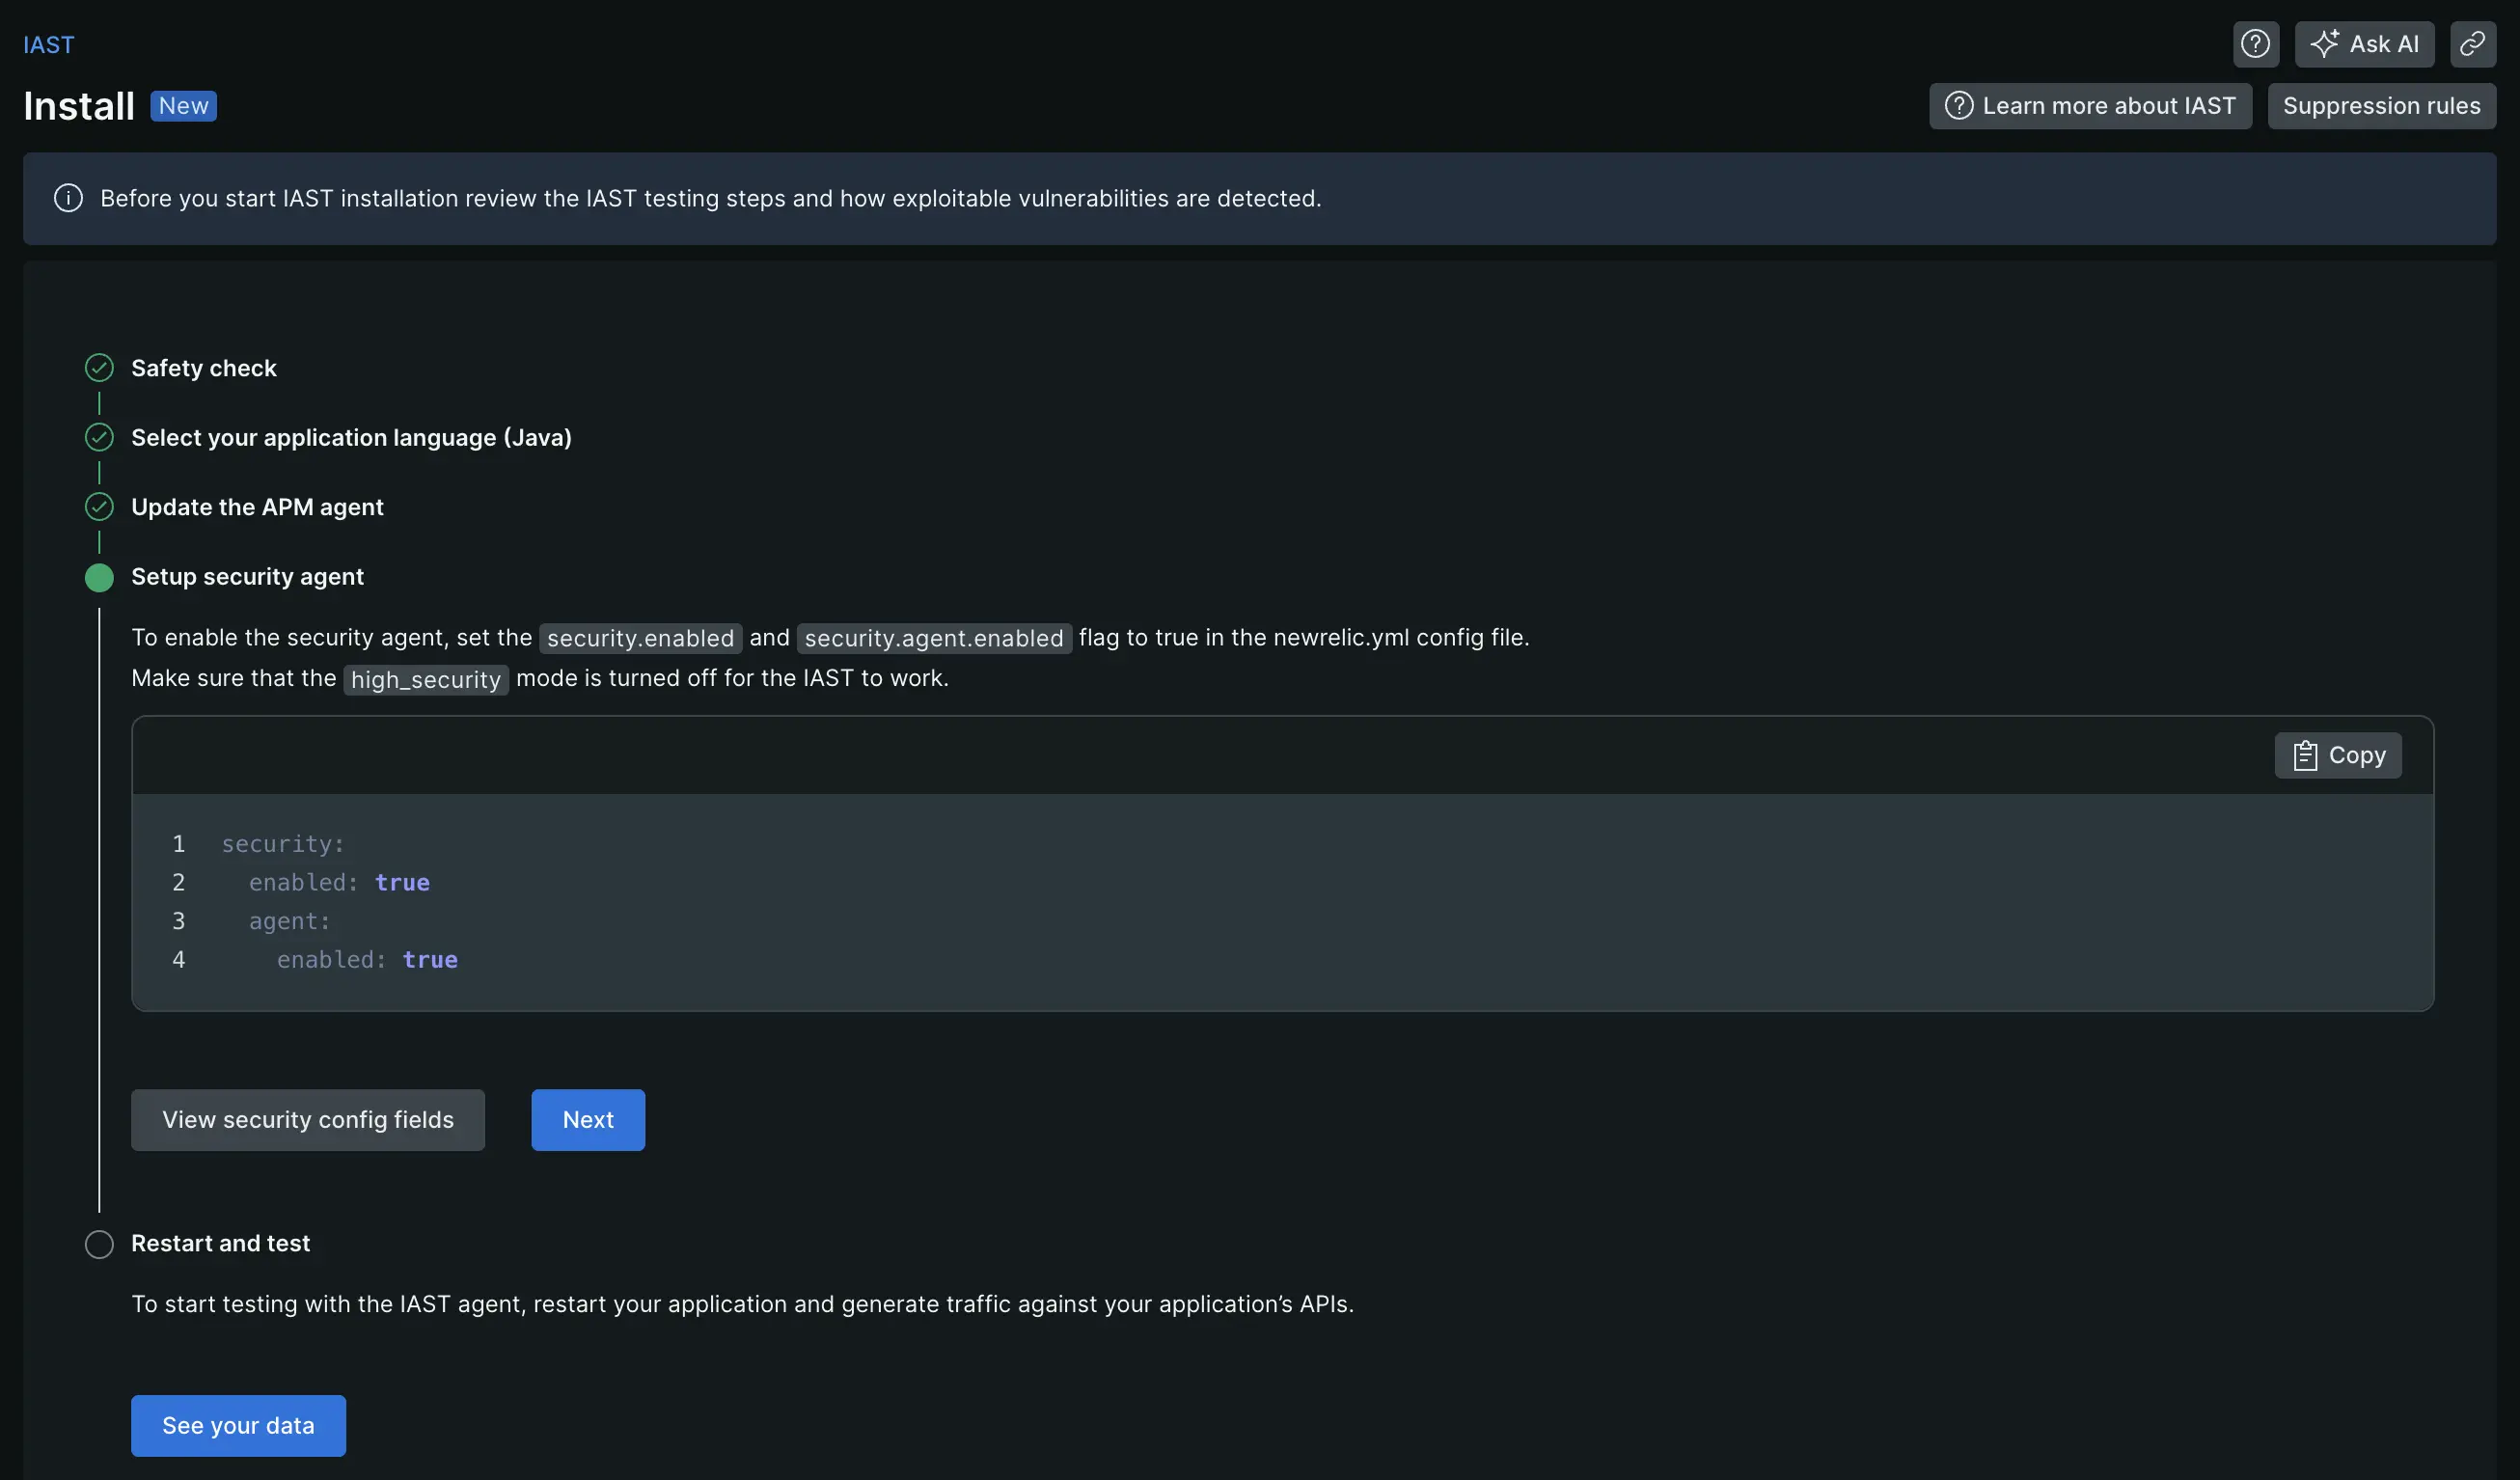 IAST
Ask AI
Install New
Learn more about IAST
Suppression rules
Before you start IAST installation review the IAST testing steps and how exploitable vulnerabilities are detected.
Safety check
Select your application language (Java)
Update the APM agent
Setup security agent
To enable the security agent, set the security.enabled and security.agent.enabled flag to true in the newrelic.yml config file.
Make sure that the high_security mode is turned off for the IAST to work.
Copy
1 security:
2   enabled: true
3   agent:
4     enabled: true
View security config fields
Next
Restart and test
To start testing with the IAST agent, restart your application and generate traffic against your application’s APIs.
See your data